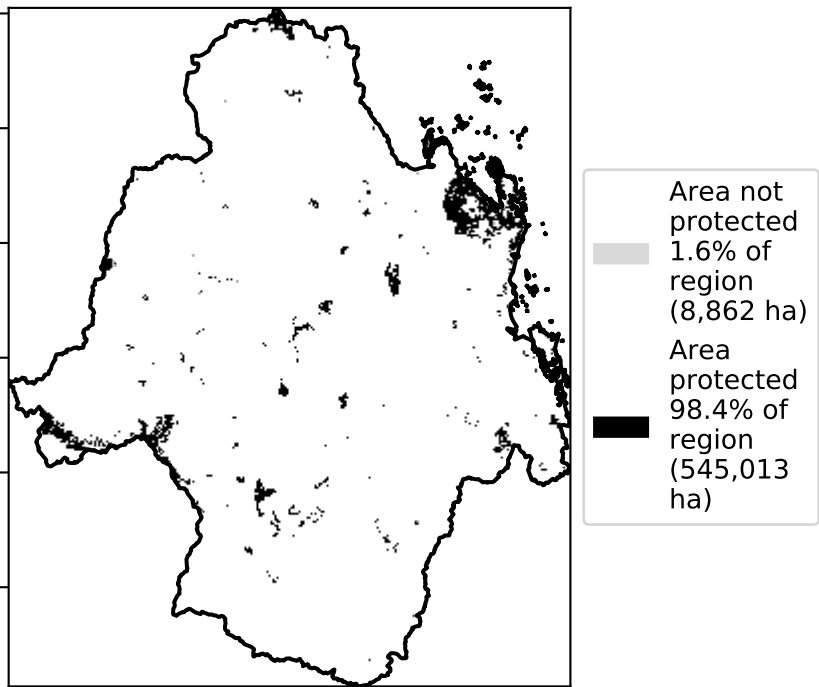 Area not
protected
1.6% of
region
(8,862 ha)
Area
protected
98.4% of
region
(545,013
ha)